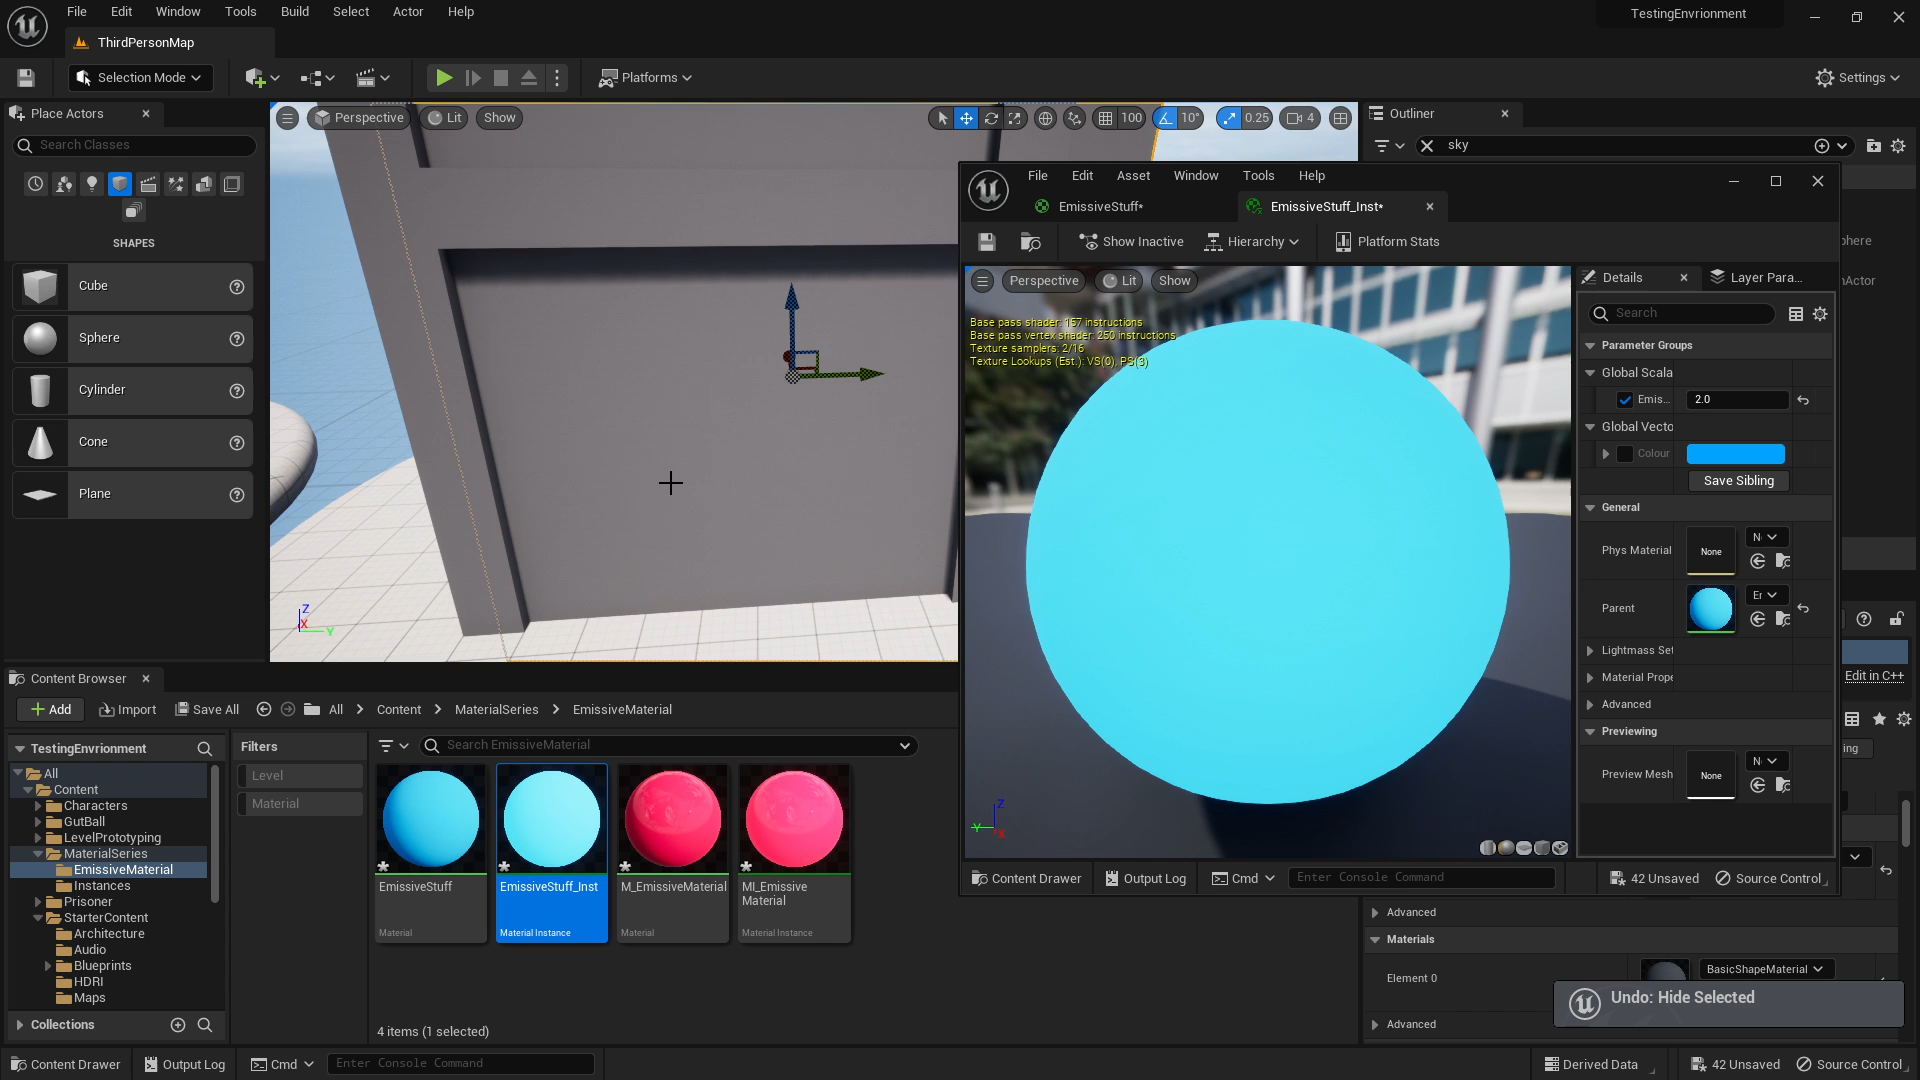 File Edit Window Tools Build Select Actor Help
TestingEnvrionment
ThirdPersonMap
Selection Mode
Platforms
Settings
Place Actors
Search Classes
SHAPES
Cube
Sphere
Cylinder
Cone
Plane
Perspective Lit Show
100 10° 0.25 4
Z
X
Y
Outliner
sky
here
nActor
File Edit Asset Window Tools Help
EmissiveStuff*
EmissiveStuff_Inst*
Show Inactive Hierarchy Platform Stats
Perspective Lit Show
Base pass shader: 157 instructions
Base pass vertex shader: 250 instructions
Texture samplers: 2/16
Texture Lookups (Est.): VS(0), PS(3)
Z
Y
X
Details Layer Para...
Search
Parameter Groups
Global Scala
Emis... 2.0
Global Vecto
Colour
Save Sibling
General
Phys Material None
Parent
Lightmass Set
Material Prope
Advanced
Previewing
Preview Mesh None
Content Drawer Output Log Cmd Enter Console Command 42 Unsaved Source Control
Edit in C++
ing
Advanced
Materials
Element 0 BasicShapeMaterial
Advanced
Undo: Hide Selected
Content Browser
Add Import Save All All > Content > MaterialSeries > EmissiveMaterial
TestingEnvrionment
All
Content
Characters
GutBall
LevelPrototyping
MaterialSeries
EmissiveMaterial
Instances
Prisoner
StarterContent
Architecture
Audio
Blueprints
HDRI
Maps
Collections
Filters
Level
Material
Search EmissiveMaterial
EmissiveStuff
Material
EmissiveStuff_Inst
Material Instance
M_EmissiveMaterial
Material
MI_Emissive
Material
Material Instance
4 items (1 selected)
Content Drawer Output Log Cmd Enter Console Command Derived Data 42 Unsaved Source Control